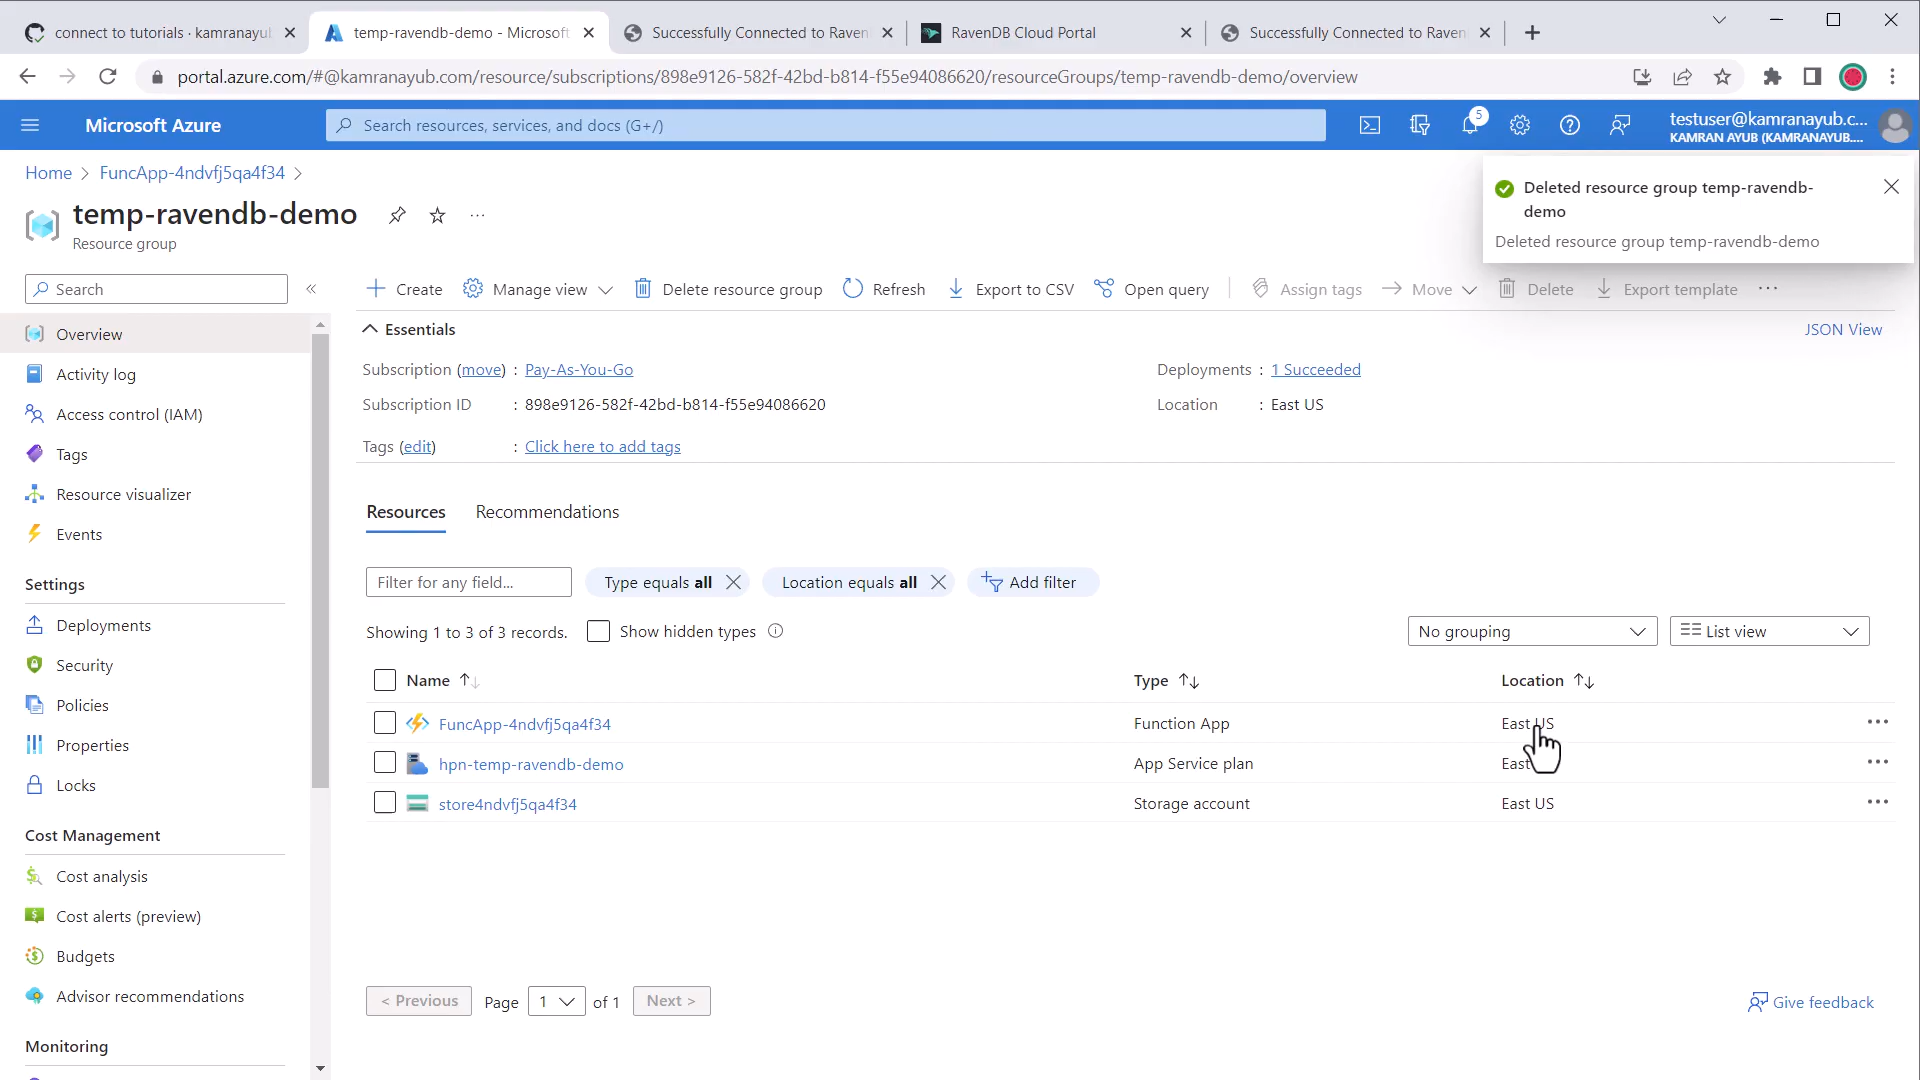 connect to tutorials · kamranayu
temp-ravendb-demo - Microsoft
Successfully Connected to Raven
RavenDB Cloud Portal
Successfully Connected to Raven
portal.azure.com/#@kamranayub.com/resource/subscriptions/898e9126-582f-42bd-b814-f55e94086620/resourceGroups/temp-ravendb-demo/overview
Microsoft Azure
Search resources, services, and docs (G+/)
5
testuser@kamranayub.c...
KAMRAN AYUB (KAMRANAYUB....
Home > FuncApp-4ndvfj5qa4f34 >
temp-ravendb-demo
Resource group
Deleted resource group temp-ravendb-
demo
Deleted resource group temp-ravendb-demo
Search
Create
Manage view
Delete resource group
Refresh
Export to CSV
Open query
Assign tags
Move
Delete
Export template
Overview
Activity log
Access control (IAM)
Tags
Resource visualizer
Events
Settings
Deployments
Security
Policies
Properties
Locks
Cost Management
Cost analysis
Cost alerts (preview)
Budgets
Advisor recommendations
Monitoring
Essentials
JSON View
Subscription (move) : Pay-As-You-Go
Deployments : 1 Succeeded
Subscription ID : 898e9126-582f-42bd-b814-f55e94086620
Location : East US
Tags (edit) : Click here to add tags
Resources
Recommendations
Filter for any field...
Type equals all
Location equals all
Add filter
Showing 1 to 3 of 3 records.
Show hidden types
No grouping
List view
Name
Type
Location
FuncApp-4ndvfj5qa4f34
Function App
East US
hpn-temp-ravendb-demo
App Service plan
East
store4ndvfj5qa4f34
Storage account
East US
< Previous
Page
1
of 1
Next >
Give feedback